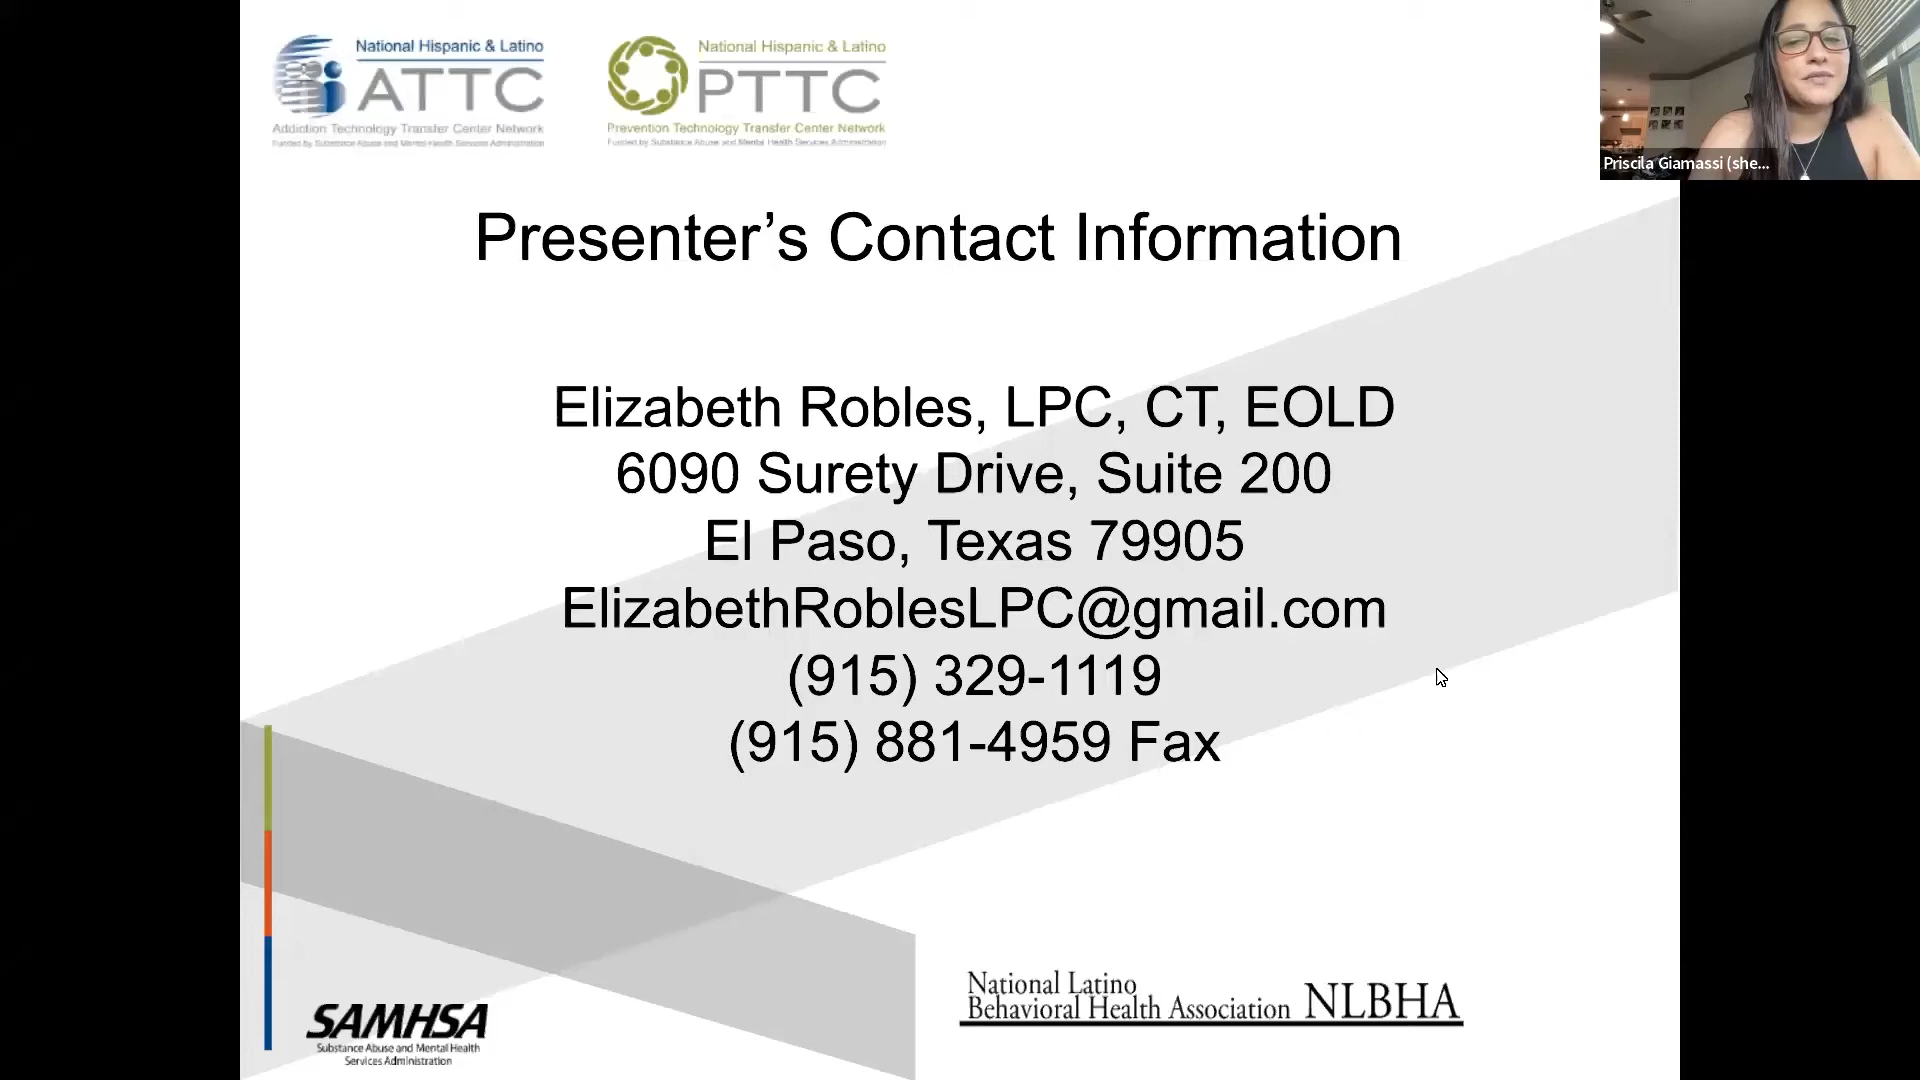 National Hispanic & Latino
ATTC
Addiction Technology Transfer Center Network
Funded by Substance Abuse and Mental Health Services Administration
National Hispanic & Latino
PTTC
Prevention Technology Transfer Center Network
Funded by Substance Abuse and Mental Health Services Administration
Priscila Giamassi (she...
Presenter’s Contact Information
Elizabeth Robles, LPC, CT, EOLD
6090 Surety Drive, Suite 200
El Paso, Texas 79905
ElizabethRoblesLPC@gmail.com
(915) 329-1119
(915) 881-4959 Fax
SAMHSA
Substance Abuse and Mental Health
Services Administration
National Latino
Behavioral Health Association NLBHA